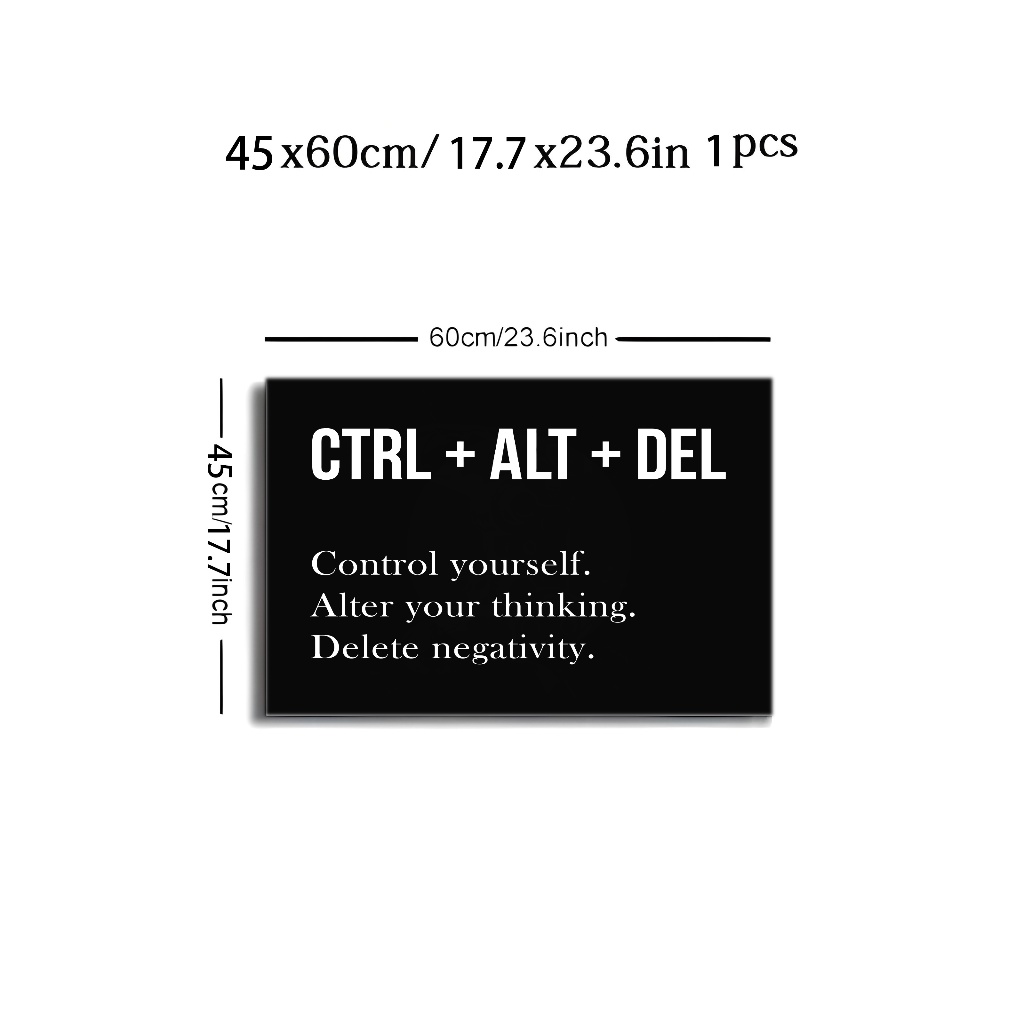 45x60cm/ 17.7x23.6in 1pcs
60cm/23.6inch
45cm/17.7inch
CTRL + ALT + DEL
Control yourself.
Alter your thinking.
Delete negativity.